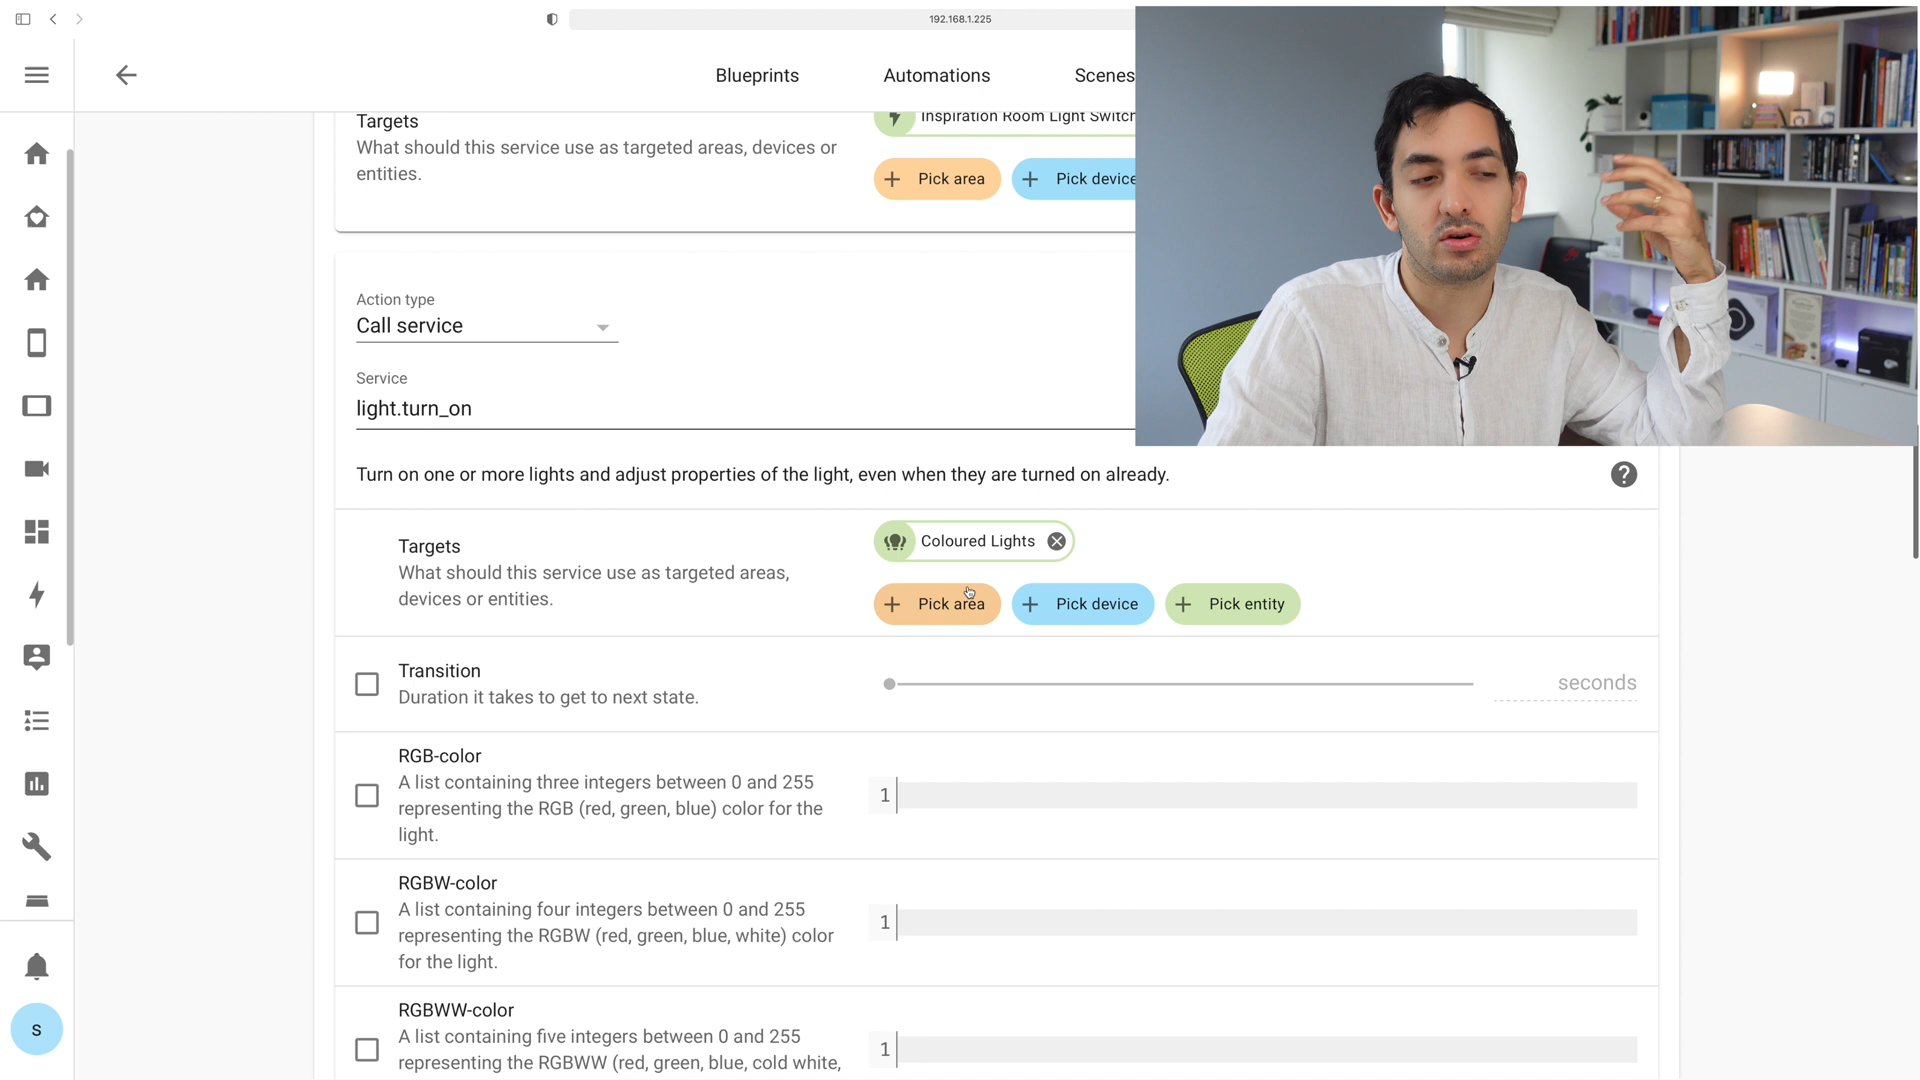 192.168.1.225
Blueprints
Automations
Scenes
Targets
What should this service use as targeted areas, devices or
entities.
Inspiration Room Light Switch
+ Pick area
+ Pick device
Action type
Call service
Service
light.turn_on
Turn on one or more lights and adjust properties of the light, even when they are turned on already.
?
Targets
What should this service use as targeted areas,
devices or entities.
Coloured Lights
+ Pick area
+ Pick device
+ Pick entity
Transition
Duration it takes to get to next state.
seconds
RGB-color
A list containing three integers between 0 and 255
representing the RGB (red, green, blue) color for the
light.
1
RGBW-color
A list containing four integers between 0 and 255
representing the RGBW (red, green, blue, white) color
for the light.
1
RGBWW-color
A list containing five integers between 0 and 255
representing the RGBWW (red, green, blue, cold white,
1
S